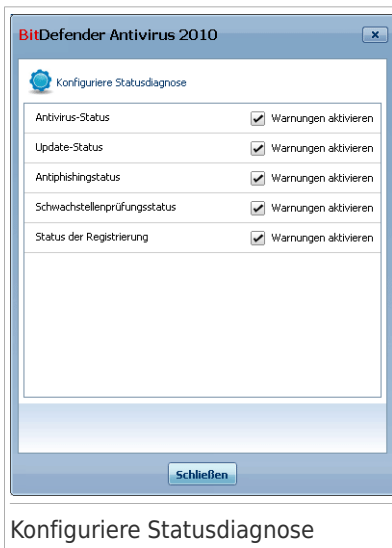 BitDefender Antivirus 2010
Konfiguriere Statusdiagnose
Antivirus-Status Warnungen aktivieren
Update-Status Warnungen aktivieren
Antiphishingstatus Warnungen aktivieren
Schwachstellenprüfungsstatus Warnungen aktivieren
Status der Registrierung Warnungen aktivieren
Schließen
Konfiguriere Statusdiagnose